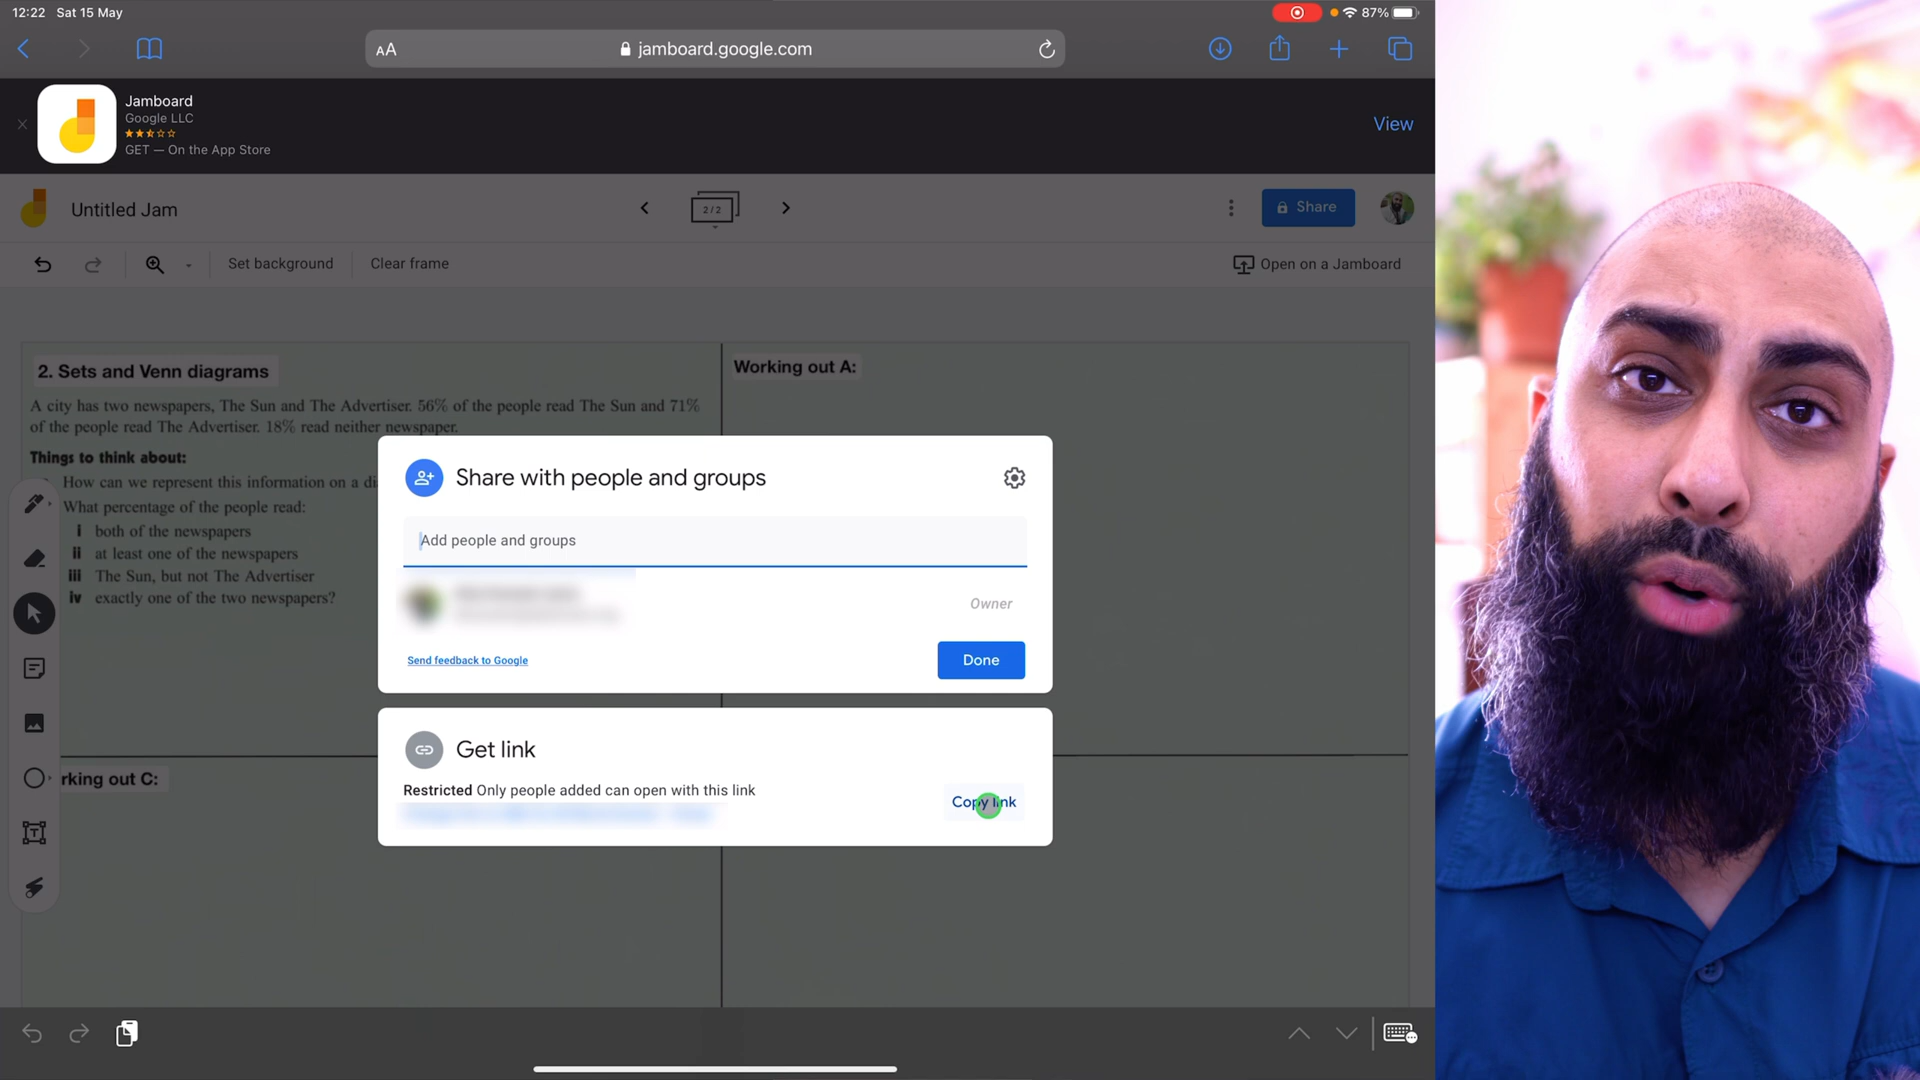 12:22 Sat 15 May
87%
AA jamboard.google.com
Jamboard
Google LLC
GET — On the App Store
View
Untitled Jam
2/2
Share
Set background
Clear frame
Open on a Jamboard
2. Sets and Venn diagrams
A city has two newspapers, The Sun and The Advertiser. 56% of the people read The Sun and 71%
of the people read The Advertiser. 18% read neither newspaper.
Things to think about:
How can we represent this information on a
What percentage of the people read:
i both of the newspapers
ii at least one of the newspapers
iii The Sun, but not The Advertiser
iv exactly one of the two newspapers?
Working out A:
rking out C:
Share with people and groups
Add people and groups
Owner
Send feedback to Google
Done
Get link
Restricted Only people added can open with this link
Copy link